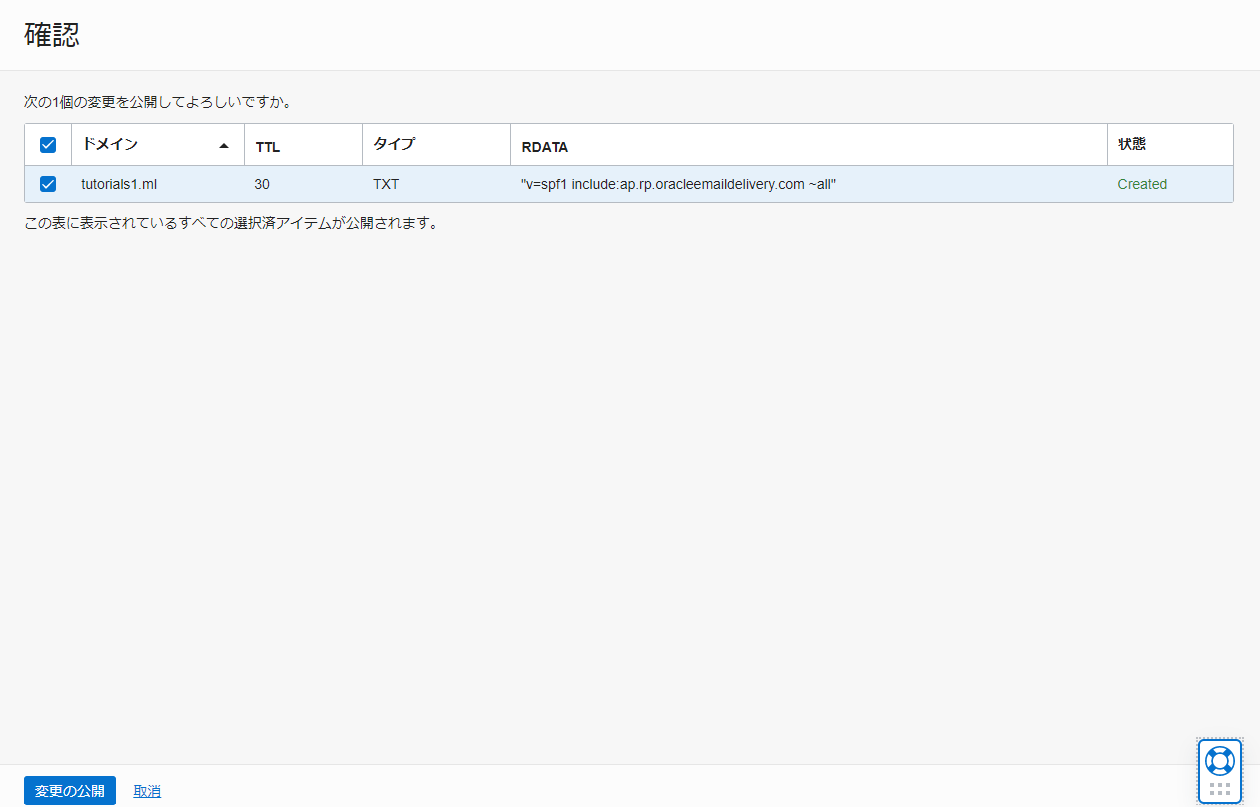 確認
次の1個の変更を公開してよろしいですか。
ドメイン TTL タイプ RDATA 状態
tutorials1.ml 30 TXT "v=spf1 include:ap.rp.oracleemaildelivery.com ~all" Created
この表に表示されているすべての選択済アイテムが公開されます。
変更の公開 取消